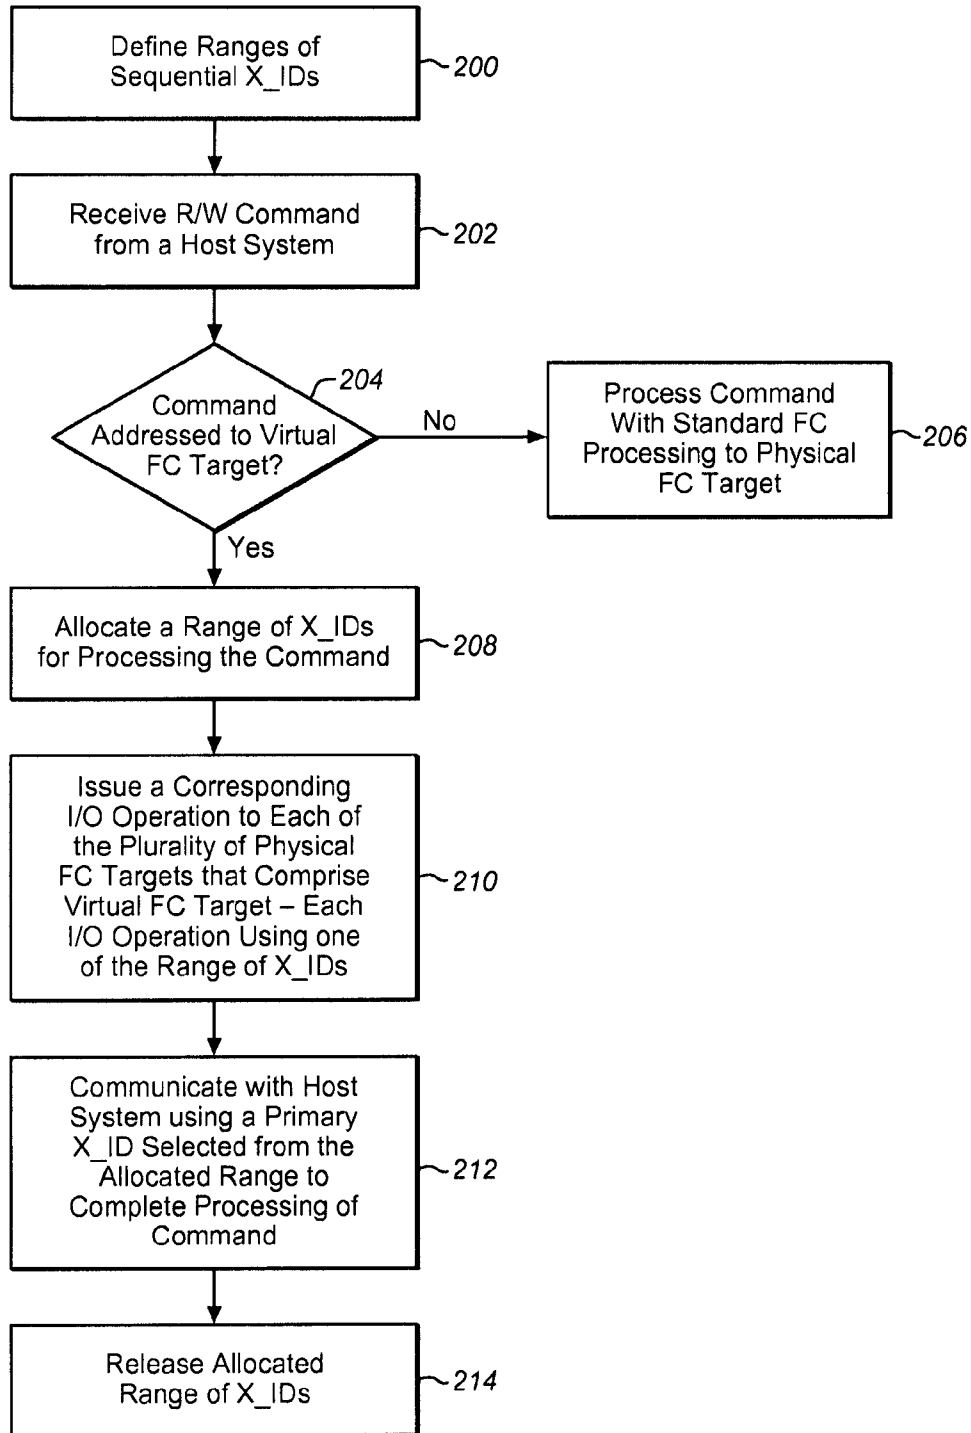 Define Ranges of
Sequential X_IDs
200
Receive R/W Command
from a Host System
202
204
Command
Addressed to Virtual
FC Target?
No
Process Command
With Standard FC
Processing to Physical
FC Target
206
Yes
Allocate a Range of X_IDs
for Processing the Command
208
Issue a Corresponding
I/O Operation to Each of
the Plurality of Physical
FC Targets that Comprise
Virtual FC Target – Each
I/O Operation Using one
of the Range of X_IDs
210
Communicate with Host
System using a Primary
X_ID Selected from the
Allocated Range to
Complete Processing of
Command
212
Release Allocated
Range of X_IDs
214